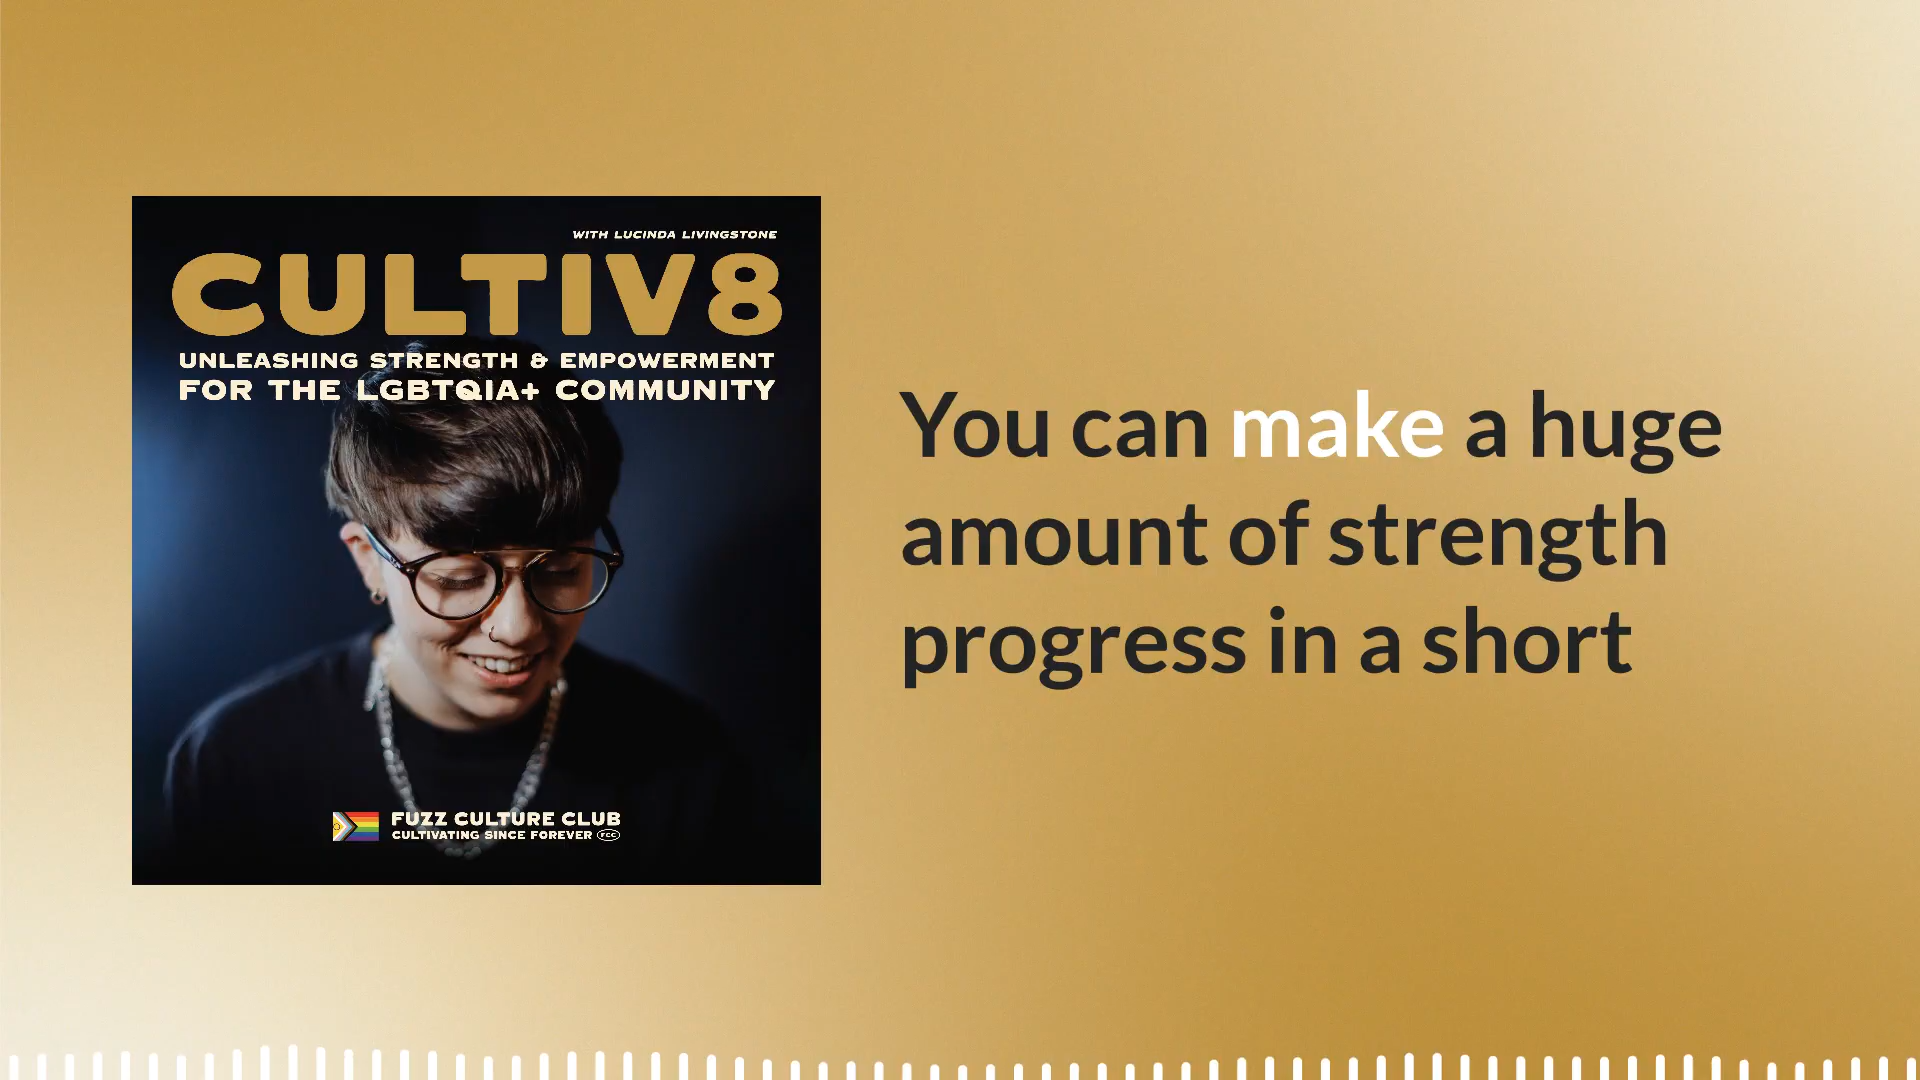 WITH LUCINDA LIVINGSTONE
CULTIV8
UNLEASHING STRENGTH & EMPOWERMENT
FOR THE LGBTQIA+ COMMUNITY
FUZZ CULTURE CLUB
CULTIVATING SINCE FOREVER FCC
You can make a huge
amount of strength
progress in a short